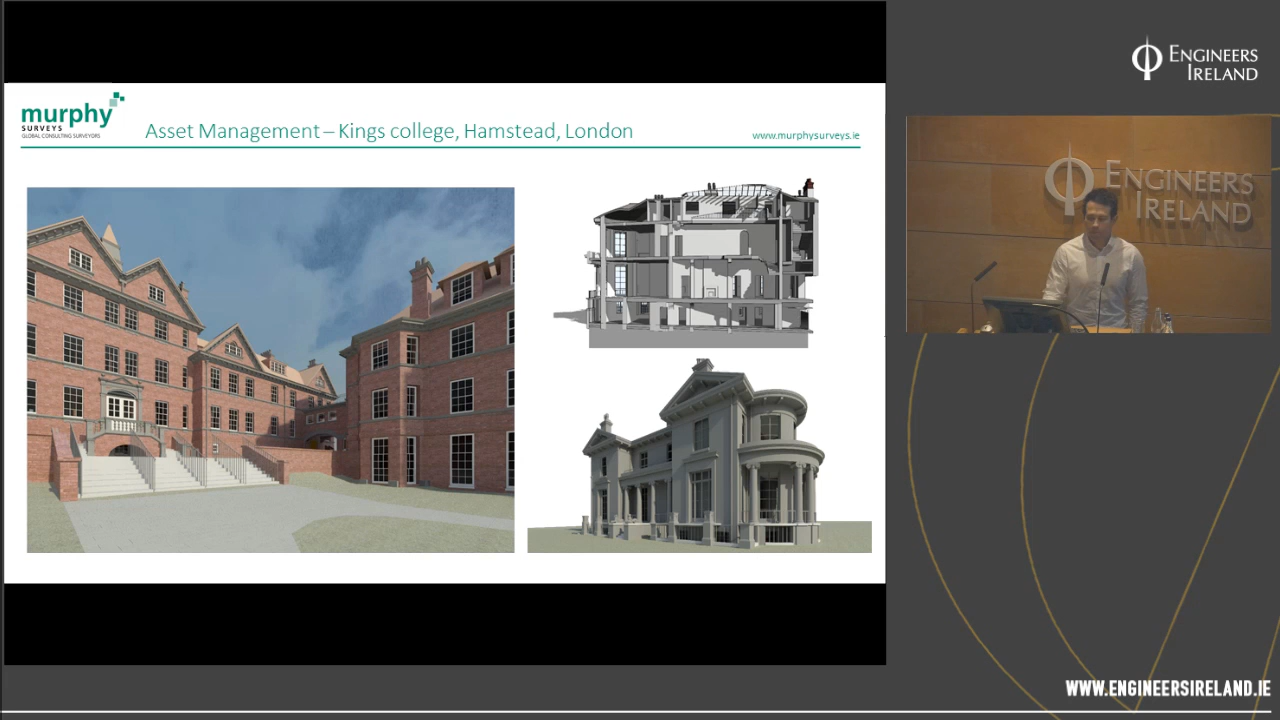 murphy
SURVEYS
GLOBAL CONSULTING SURVEYORS
Asset Management – Kings college, Hamstead, London
www.murphysurveys.ie
ENGINEERS
IRELAND
ENGINEERS
IRELAND
WWW.ENGINEERSIRELAND.IE